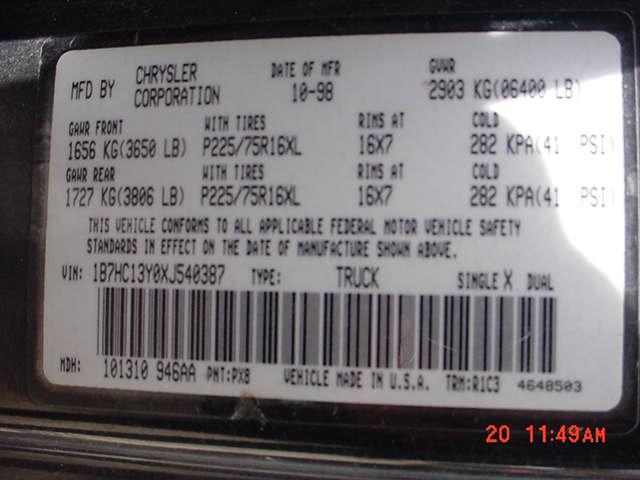 MFD BY CHRYSLER CORPORATION DATE OF MFR 10-98 GVWR 2903 KG(06400 LB)
GAWR FRONT WITH TIRES RIMS AT COLD
1656 KG(3650 LB) P225/75R16XL 16X7 282 KPA(41 PSI)
GAWR REAR WITH TIRES RIMS AT COLD
1727 KG(3806 LB) P225/75R16XL 16X7 282 KPA(41 PSI)
THIS VEHICLE CONFORMS TO ALL APPLICABLE FEDERAL MOTOR VEHICLE SAFETY
STANDARDS IN EFFECT ON THE DATE OF MANUFACTURE SHOWN ABOVE.
VIN: 1B7HC13Y0XJ540387 TYPE: TRUCK SINGLE X DUAL
MDH: 101310 946AA PNT:PX8 VEHICLE MADE IN U.S.A. TRM:R1C3 4648503
20 11:49AM